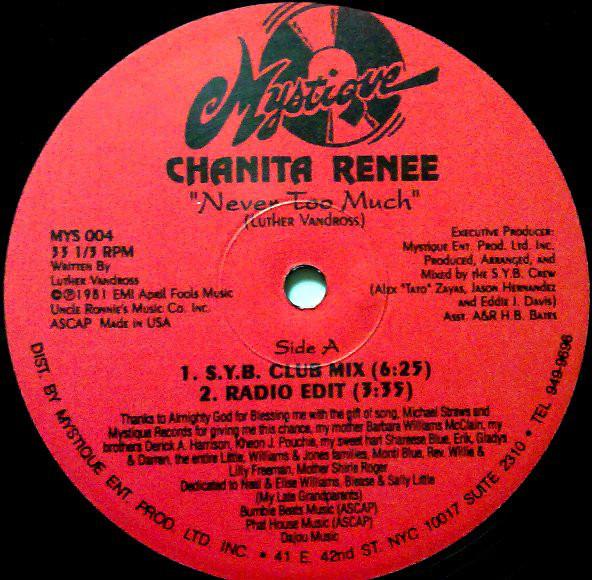 Mystique
CHANITA RENEE
"Never Too Much"
(Luther Vandross)
MYS 004
33 1/3 RPM
Written By
Luther Vandross
©℗1981 EMI April Fools Music
Uncle Ronnie's Music Co. Inc.
ASCAP Made in USA
Executive Producer:
Mystique Ent. Prod. Ltd. Inc.
Produced, Arranged, and
Mixed by the S.Y.B. Crew
(Alex "Tato" Zayas, Jason Hernandez
and Eddie J. Davis)
Asst. A&R H.B. Bates
Side A
1. S.Y.B. CLUB MIX (6:25)
2. RADIO EDIT (3:35)
Thanks to Almighty God for Blessing me with the gift of song, Michael Straws and
Mystique Records for giving me this chance, my mother Barbara Williams McClain, my
brothers Derick A. Harrison, Kheon J. Pouchie, my sweet hart Shareese Blue, Erik, Gladys
& Darren, the entire Little, Williams & Jones families, Monti Blue, Rev. Willie &
Lilly Freeman, Mother Shirie Roger
Dedicated to Neal & Elise Williams, Blease & Sally Little
(My Late Grandparents)
Bumble Beats Music (ASCAP)
Phat House Music (ASCAP)
Dajou Music
DIST. BY MYSTIQUE ENT. PROD. LTD. INC. • 41 E. 42nd ST. NYC 10017 SUITE 2310 • TEL 949-9696